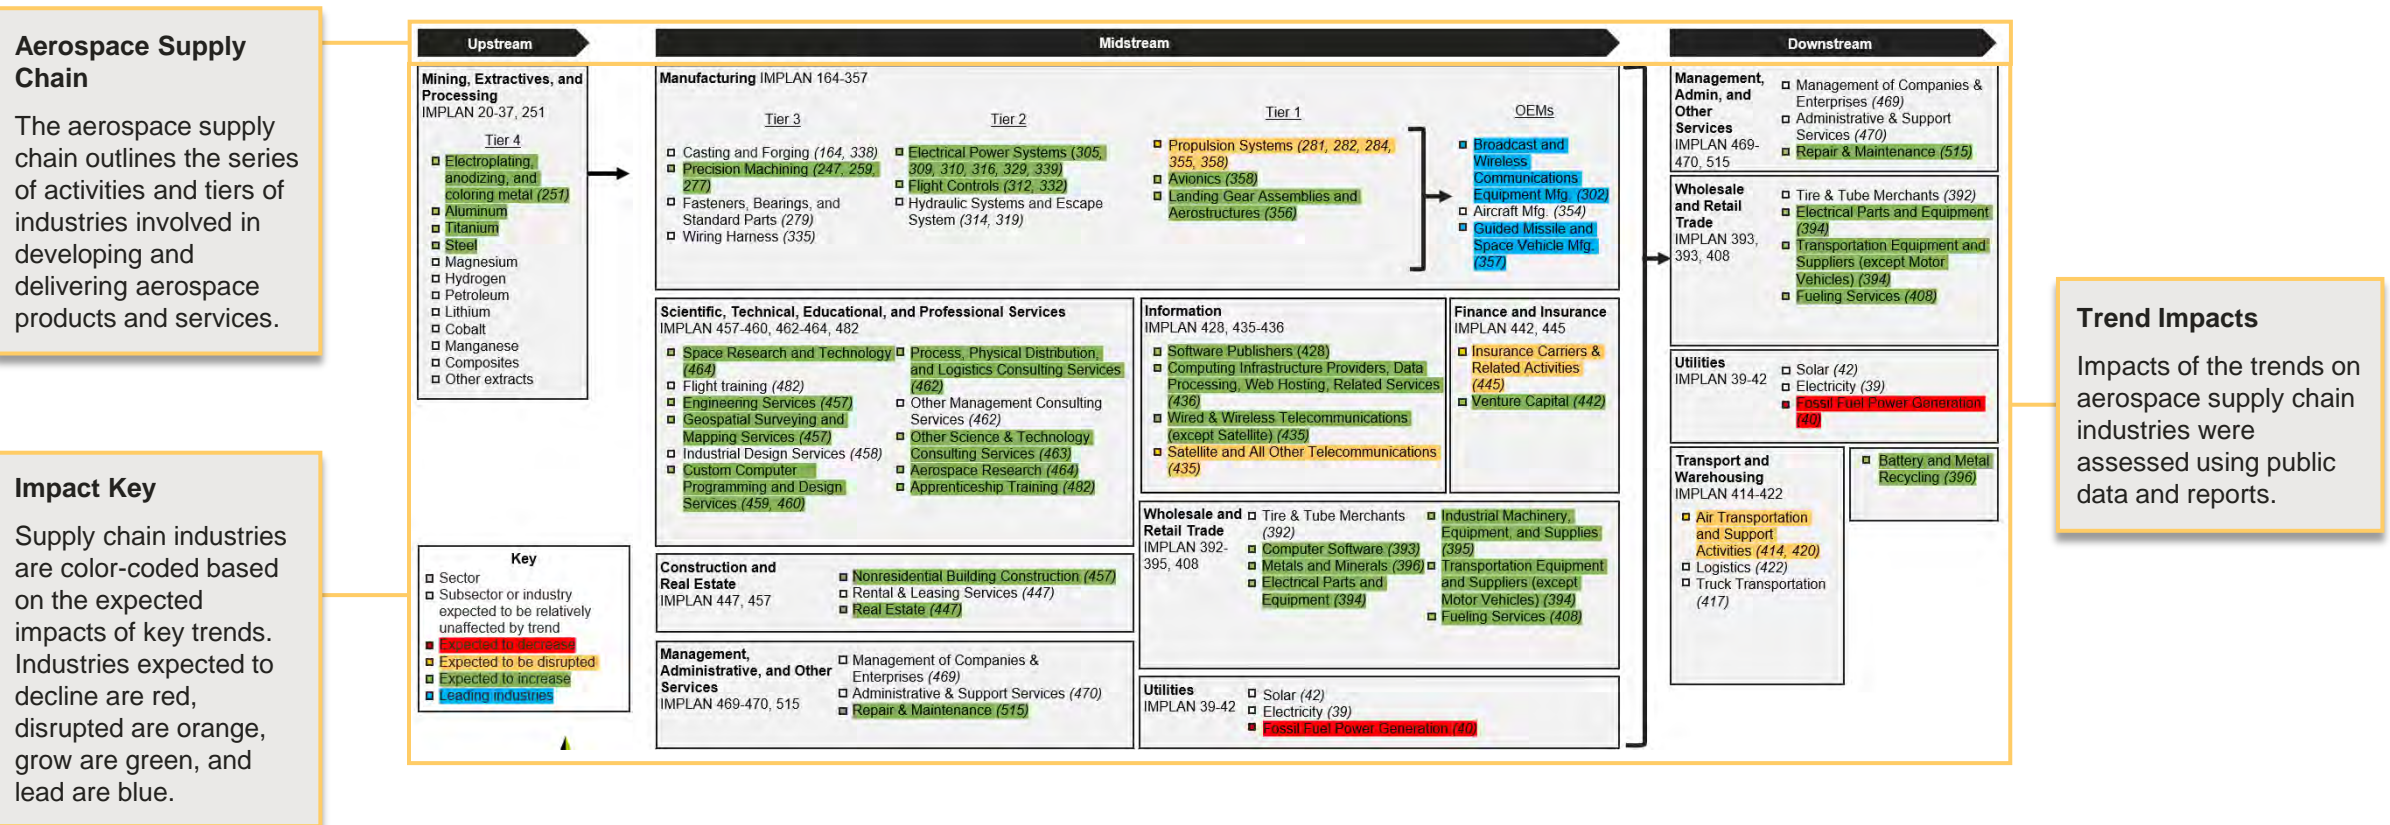 Aerospace Supply
Chain
The aerospace supply
chain outlines the series
of activities and tiers of
industries involved in
developing and
delivering aerospace
products and services.
Impact Key
Supply chain industries
are color-coded based
on the expected
impacts of key trends.
Industries expected to
decline are red,
disrupted are orange,
grow are green, and
lead are blue.
Upstream
Mining, Extractives, and
Processing
IMPLAN 20-37, 251
Tier 4
Electroplating,
anodizing, and
coloring metal (251)
Aluminum
Titanium
Steel
Magnesium
Hydrogen
Petroleum
Lithium
Cobalt
Manganese
Composites
Other extracts
Key
Sector
Subsector or industry
expected to be relatively
unaffected by trend
Expected to decrease
Expected to be disrupted
Expected to increase
Leading industries
Midstream
Manufacturing IMPLAN 164-357
Tier 3
Casting and Forging (164, 338)
Precision Machining (247, 259,
277)
Fasteners, Bearings, and
Standard Parts (279)
Wiring Harness (335)
Tier 2
Electrical Power Systems (305,
309, 310, 316, 329, 339)
Flight Controls (312, 332)
Hydraulic Systems and Escape
System (314, 319)
Tier 1
Propulsion Systems (281, 282, 284,
355, 358)
Avionics (358)
Landing Gear Assemblies and
Aerostructures (356)
OEMs
Broadcast and
Wireless
Communications
Equipment Mfg. (302)
Aircraft Mfg. (354)
Guided Missile and
Space Vehicle Mfg.
(357)
Scientific, Technical, Educational, and Professional Services
IMPLAN 457-460, 462-464, 482
Space Research and Technology
(464)
Flight training (482)
Engineering Services (457)
Geospatial Surveying and
Mapping Services (457)
Industrial Design Services (458)
Custom Computer
Programming and Design
Services (459, 460)
Process, Physical Distribution,
and Logistics Consulting Services
(462)
Other Management Consulting
Services (462)
Other Science & Technology
Consulting Services (463)
Aerospace Research (464)
Apprenticeship Training (482)
Information
IMPLAN 428, 435-436
Software Publishers (428)
Computing Infrastructure Providers, Data
Processing, Web Hosting, Related Services
(436)
Wired & Wireless Telecommunications
(except Satellite) (435)
Satellite and All Other Telecommunications
(435)
Finance and Insurance
IMPLAN 442, 445
Insurance Carriers &
Related Activities
(445)
Venture Capital (442)
Construction and
Real Estate
IMPLAN 447, 457
Nonresidential Building Construction (457)
Rental & Leasing Services (447)
Real Estate (447)
Management,
Administrative, and Other
Services
IMPLAN 469-470, 515
Management of Companies &
Enterprises (469)
Administrative & Support Services (470)
Repair & Maintenance (515)
Wholesale and
Retail Trade
IMPLAN 392-
395, 408
Tire & Tube Merchants
(392)
Computer Software (393)
Metals and Minerals (396)
Electrical Parts and
Equipment (394)
Industrial Machinery,
Equipment, and Supplies
(395)
Transportation Equipment
and Suppliers (except
Motor Vehicles) (394)
Fueling Services (408)
Utilities
IMPLAN 39-42
Solar (42)
Electricity (39)
Fossil Fuel Power Generation (40)
Downstream
Management,
Admin, and
Other
Services
IMPLAN 469-
470, 515
Management of Companies &
Enterprises (469)
Administrative & Support
Services (470)
Repair & Maintenance (515)
Wholesale
and Retail
Trade
IMPLAN 393,
393, 408
Tire & Tube Merchants (392)
Electrical Parts and Equipment
(394)
Transportation Equipment and
Suppliers (except Motor
Vehicles) (394)
Fueling Services (408)
Utilities
IMPLAN 39-42
Solar (42)
Electricity (39)
Fossil Fuel Power Generation
(40)
Transport and
Warehousing
IMPLAN 414-422
Air Transportation
and Support
Activities (414, 420)
Logistics (422)
Truck Transportation
(417)
Battery and Metal
Recycling (396)
Trend Impacts
Impacts of the trends on
aerospace supply chain
industries were
assessed using public
data and reports.